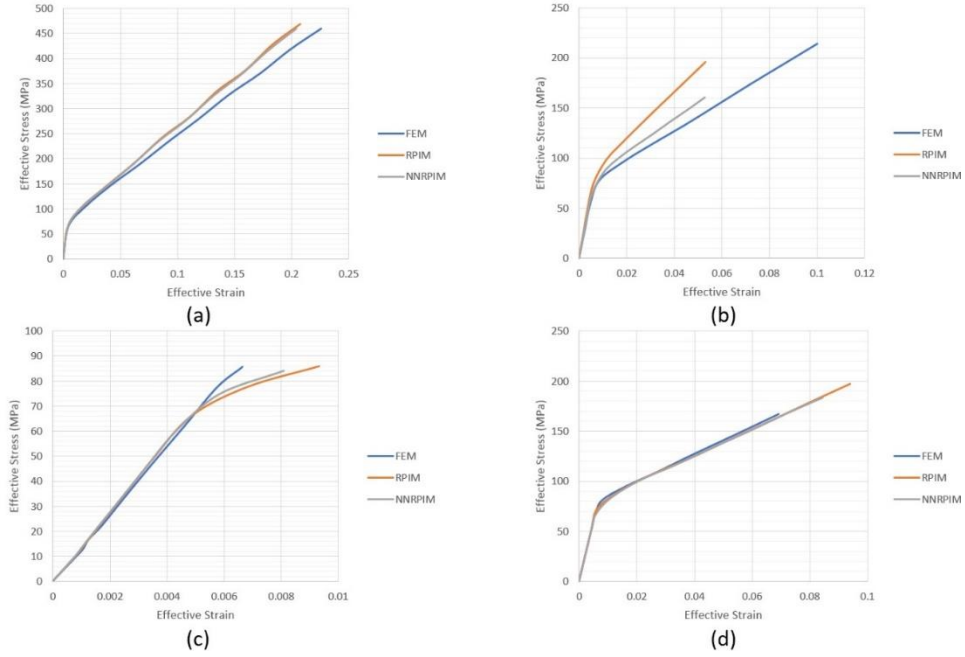 500
450
400
350
300
250
200
150
100
50
0
Effective Stress (MPa)
0 0.05 0.1 0.15 0.2 0.25
Effective Strain
FEM
RPIM
NNRPIM
(a)
250
200
150
100
50
0
Effective Stress (MPa)
0 0.02 0.04 0.06 0.08 0.1 0.12
Effective Strain
FEM
RPIM
NNRPIM
(b)
100
90
80
70
60
50
40
30
20
10
0
Effective Stress (MPa)
0 0.002 0.004 0.006 0.008 0.01
Effective Strain
FEM
RPIM
NNRPIM
(c)
200
150
100
50
0
Effective Stress (MPa)
0 0.02 0.04 0.06 0.08 0.1
Effective Strain
FEM
RPIM
NNRPIM
(d)